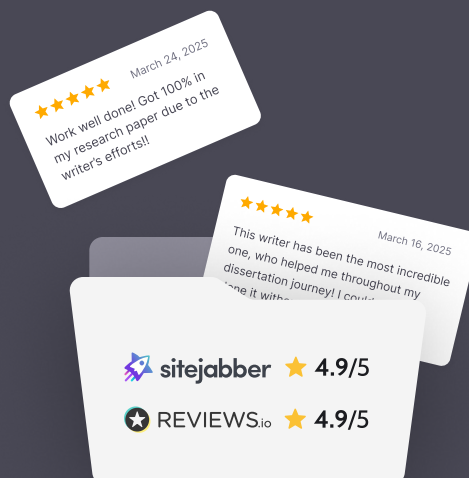 March 24, 2025
Work well done! Got 100% in
my research paper due to the
writer's efforts!!
March 16, 2025
This writer has been the most incredible
one, who helped me throughout my
dissertation journey! I
sitejabber 4.9/5
REVIEWS.io 4.9/5